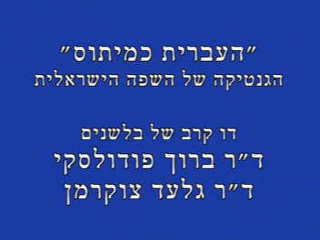 ״העברית כמיתוס״
הגנטיקה של השפה הישראלית
דו קרב של בלשנים
ד״ר ברוך פודולסקי
ד״ר גלעד צוקרמן